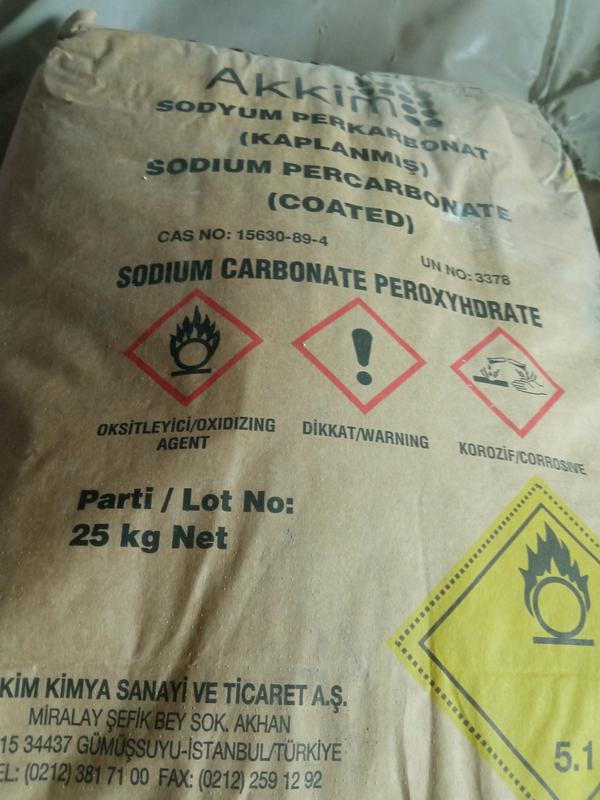 Akkim
SODYUM PERKARBONAT
(KAPLANMIŞ)
SODIUM PERCARBONATE
(COATED)
CAS NO: 15630-89-4
UN NO: 3378
SODIUM CARBONATE PEROXYHDRATE
OKSİTLEYİCİ/OXIDIZING
AGENT
DİKKAT/WARNING
KOROZİF/CORROSIVE
Parti / Lot No:
25 kg Net
5.1
KİM KİMYA SANAYİ VE TİCARET A.Ş.
MİRALAY ŞEFİK BEY SOK. AKHAN
15 34437 GÜMÜŞSUYU-İSTANBUL/TÜRKİYE
EL: (0212) 381 71 00 FAX: (0212) 259 12 92